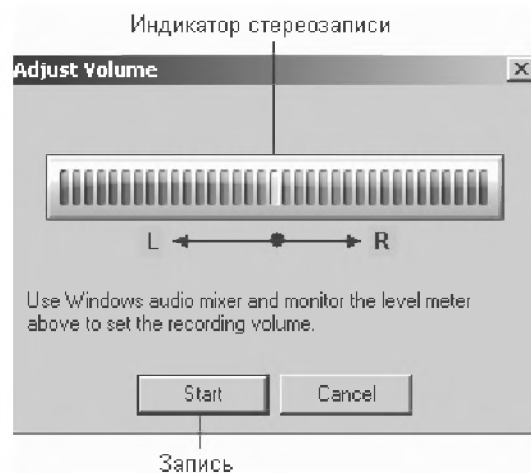 Индикатор стереозаписи
Adjust Volume
L R
Use Windows audio mixer and monitor the level meter
above to set the recording volume.
Start Cancel
Запись